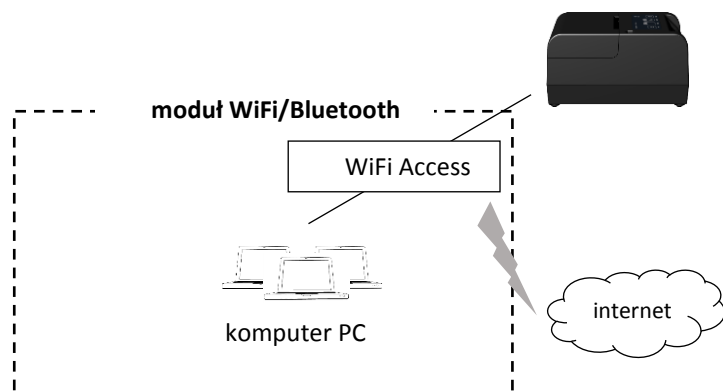 moduł WiFi/Bluetooth
WiFi Access
komputer PC
internet